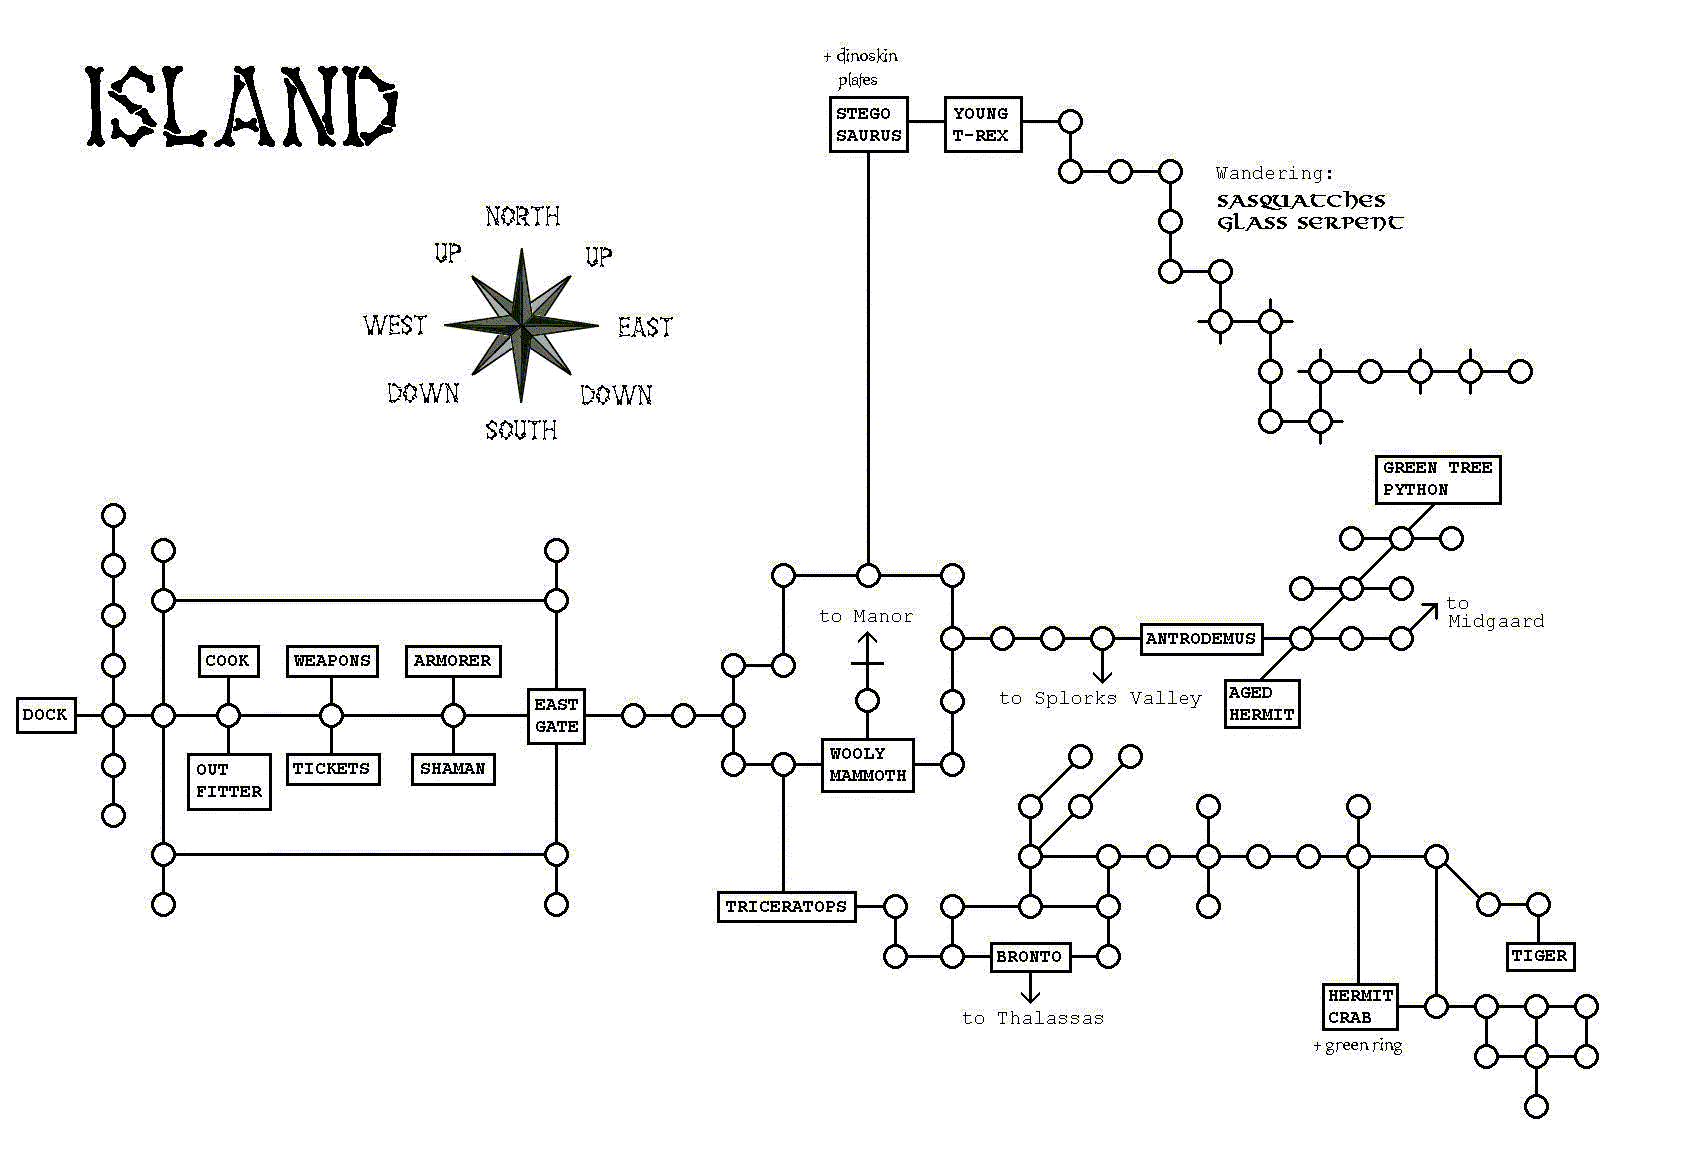 ISLAND
+ dinoskin
plates
STEGO
SAURUS
YOUNG
T-REX
Wandering:
SASQUATCHES
GLASS SERPENT
NORTH
UP
UP
WEST
EAST
DOWN
DOWN
SOUTH
GREEN TREE
PYTHON
to
Midgaard
to Manor
ANTRODEMUS
to Splorks Valley
AGED
HERMIT
COOK
WEAPONS
ARMORER
DOCK
EAST
GATE
OUT
FITTER
TICKETS
SHAMAN
WOOLY
MAMMOTH
TRICERATOPS
BRONTO
to Thalassas
TIGER
HERMIT
CRAB
+ green ring